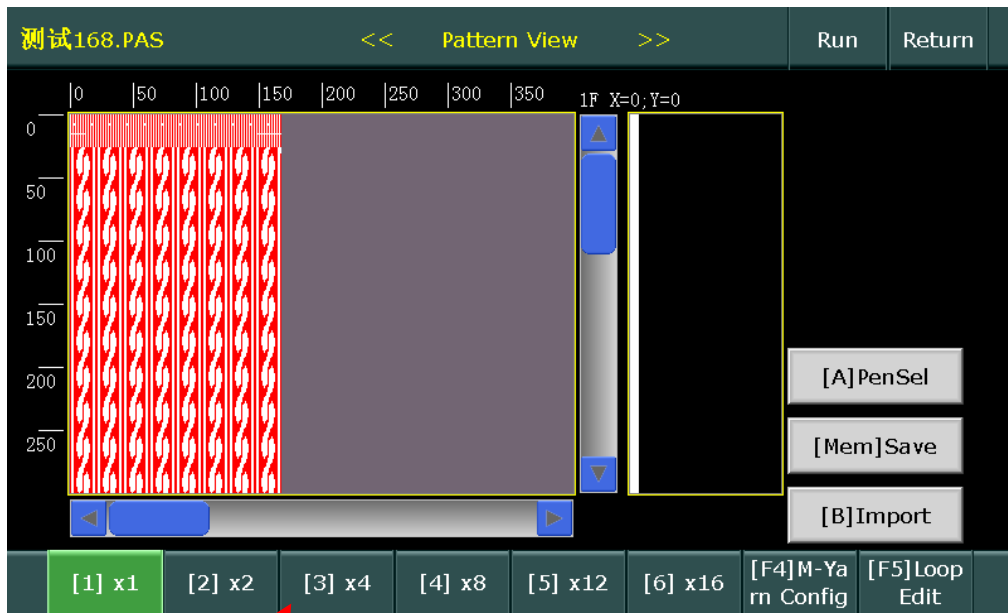 测试168.PAS << Pattern View >> Run Return
0 50 100 150 200 250 300 350
1F X=0;Y=0
0
50
100
150
200
250
[A]PenSel
[Mem]Save
[B]Import
[1] x1 [2] x2 [3] x4 [4] x8 [5] x12 [6] x16
[F4]M-Ya
rn Config
[F5]Loop
Edit